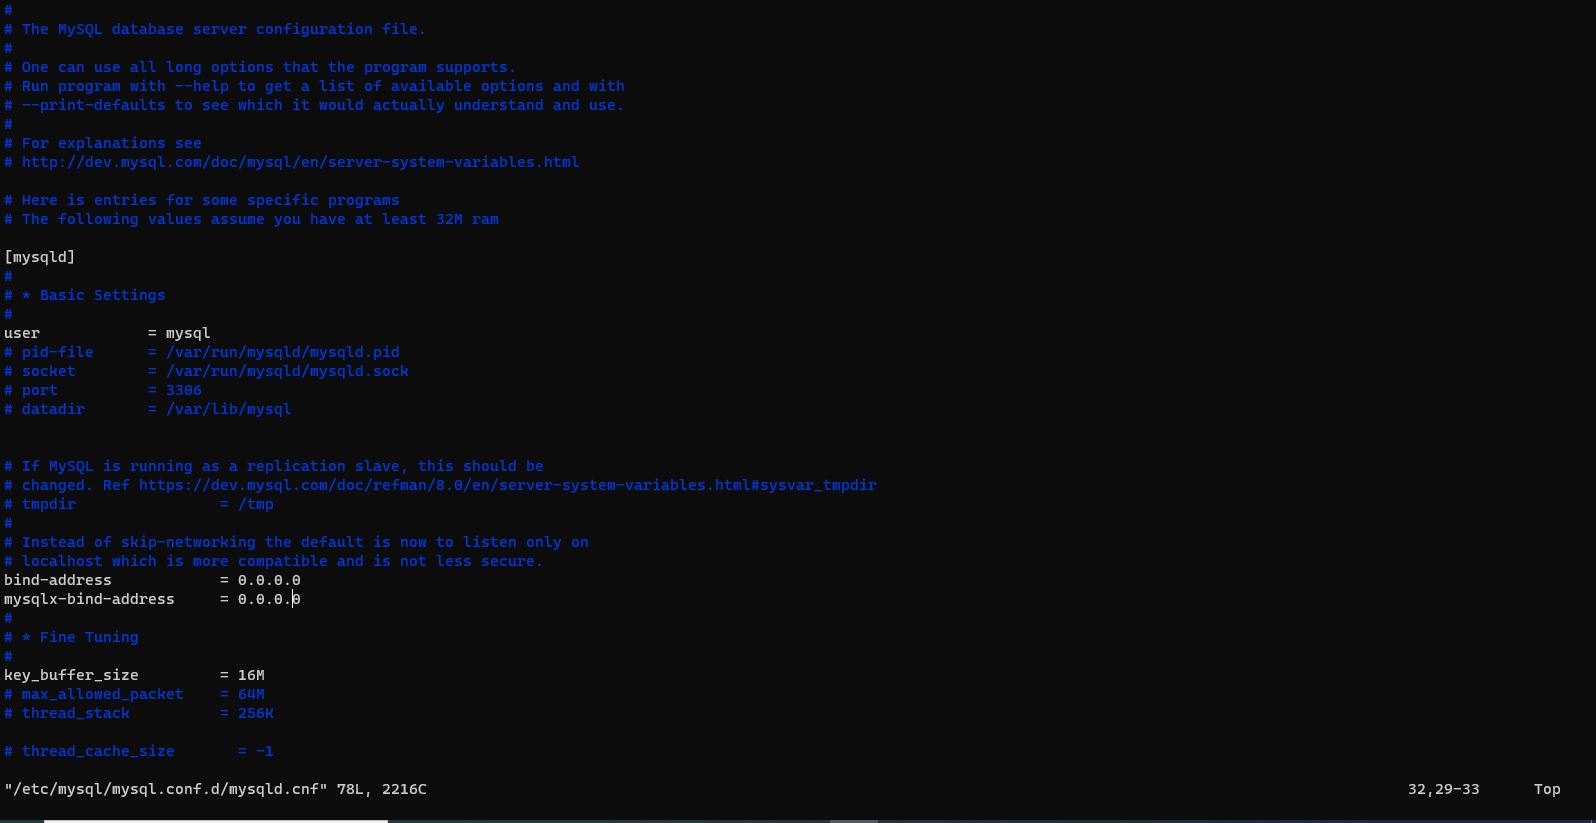 #
# The MySQL database server configuration file.
#
# One can use all long options that the program supports.
# Run program with --help to get a list of available options and with
# --print-defaults to see which it would actually understand and use.
#
# For explanations see
# http://dev.mysql.com/doc/mysql/en/server-system-variables.html
# Here is entries for some specific programs
# The following values assume you have at least 32M ram
[mysqld]
#
# * Basic Settings
#
user            = mysql
# pid-file      = /var/run/mysqld/mysqld.pid
# socket        = /var/run/mysqld/mysqld.sock
# port          = 3306
# datadir       = /var/lib/mysql
# If MySQL is running as a replication slave, this should be
# changed. Ref https://dev.mysql.com/doc/refman/8.0/en/server-system-variables.html#sysvar_tmpdir
# tmpdir                = /tmp
#
# Instead of skip-networking the default is now to listen only on
# localhost which is more compatible and is not less secure.
bind-address            = 0.0.0.0
mysqlx-bind-address     = 0.0.0.0
#
# * Fine Tuning
#
key_buffer_size         = 16M
# max_allowed_packet    = 64M
# thread_stack          = 256K
# thread_cache_size       = -1
"/etc/mysql/mysql.conf.d/mysqld.cnf" 78L, 2216C 32,29-33 Top